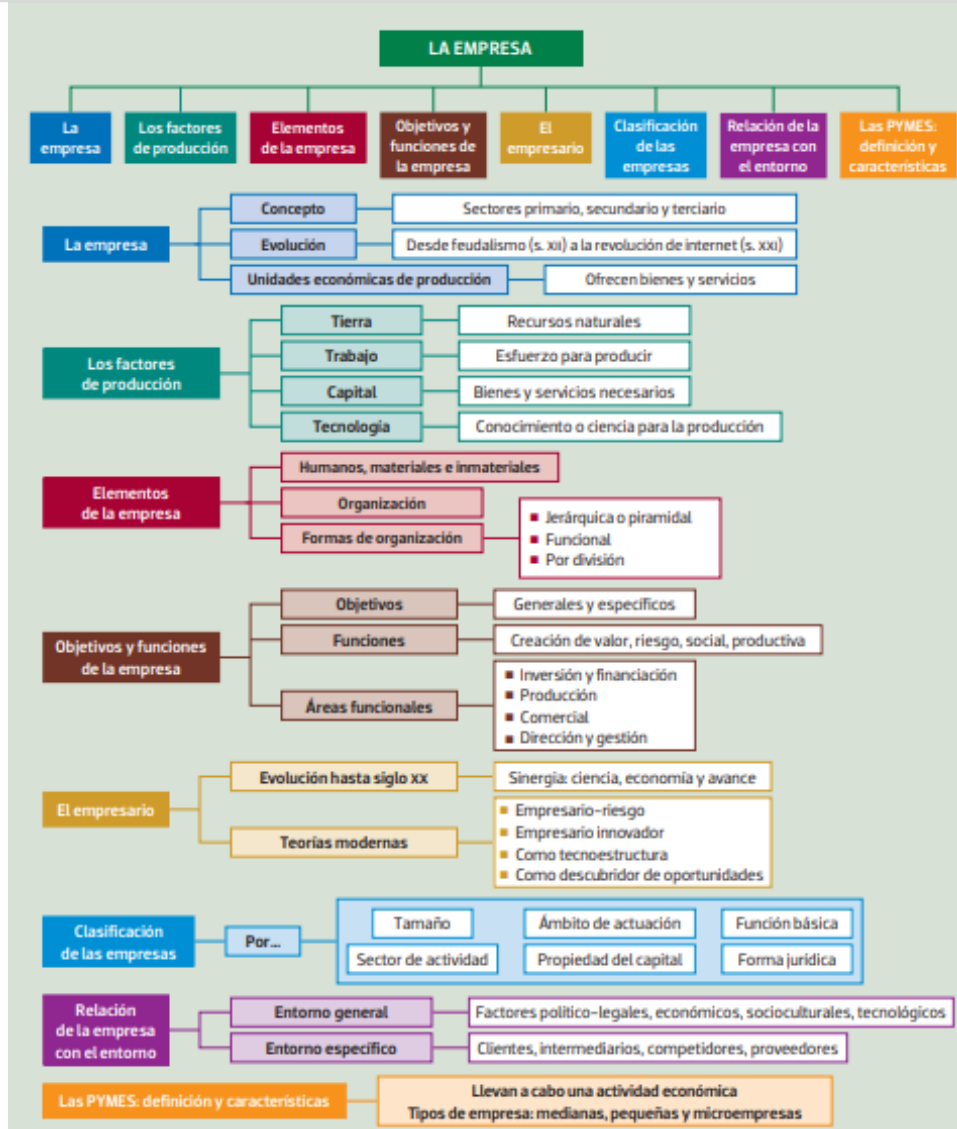 LA EMPRESA
La
empresa
Los factores
de producción
Elementos
de la empresa
Objetivos y
funciones de
la empresa
El
empresario
Clasificación
de las
empresas
Relación de la
empresa con
el entorno
Las PYMES:
definición y
características
La empresa
Concepto
Sectores primario, secundario y terciario
Evolución
Desde feudalismo (s. XII) a la revolución de internet (s. XXI)
Unidades económicas de producción
Ofrecen bienes y servicios
Los factores
de producción
Tierra
Recursos naturales
Trabajo
Esfuerzo para producir
Capital
Bienes y servicios necesarios
Tecnología
Conocimiento o ciencia para la producción
Elementos
de la empresa
Humanos, materiales e inmateriales
Organización
Formas de organización
■ Jerárquica o piramidal
■ Funcional
■ Por división
Objetivos y funciones
de la empresa
Objetivos
Generales y específicos
Funciones
Creación de valor, riesgo, social, productiva
Áreas funcionales
■ Inversión y financiación
■ Producción
■ Comercial
■ Dirección y gestión
El empresario
Evolución hasta siglo XX
Sinergia: ciencia, economía y avance
Teorías modernas
■ Empresario-riesgo
■ Empresario innovador
■ Como tecnoestructura
■ Como descubridor de oportunidades
Clasificación
de las empresas
Por...
Tamaño
Ámbito de actuación
Función básica
Sector de actividad
Propiedad del capital
Forma jurídica
Relación
de la empresa
con el entorno
Entorno general
Factores político-legales, económicos, socioculturales, tecnológicos
Entorno específico
Clientes, intermediarios, competidores, proveedores
Las PYMES: definición y características
Llevan a cabo una actividad económica
Tipos de empresa: medianas, pequeñas y microempresas